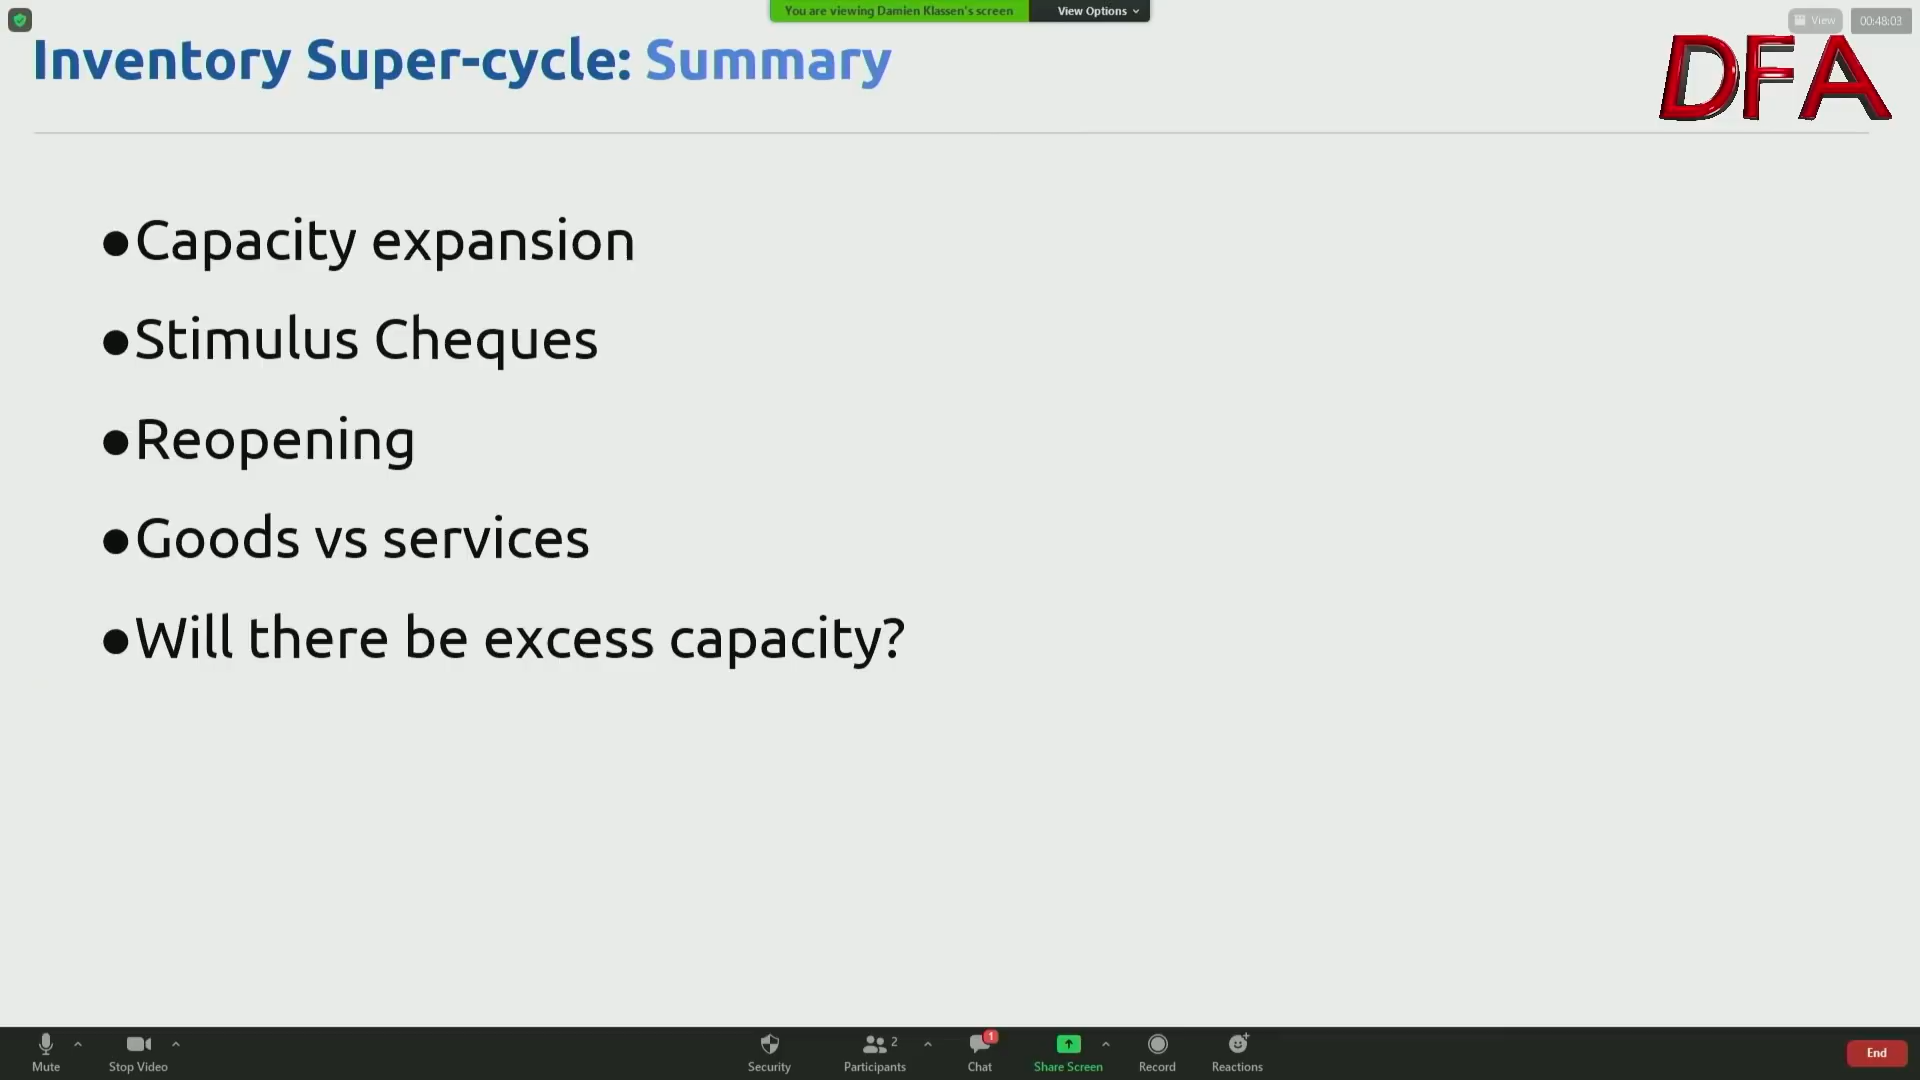 You are viewing Damien Klassen's screen
View Options
View
00:48:03
Inventory Super-cycle: Summary
DFA
●Capacity expansion
●Stimulus Cheques
●Reopening
●Goods vs services
●Will there be excess capacity?
2
1
Mute
Stop Video
Security
Participants
Chat
Share Screen
Record
Reactions
End